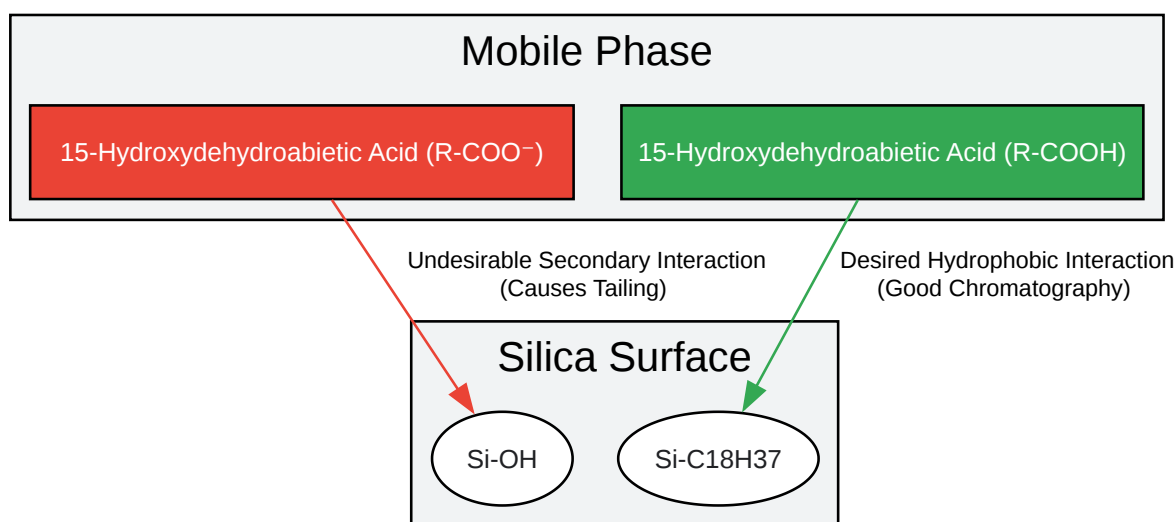 Mobile Phase
15-Hydroxydehydroabietic Acid (R-COO⁻)
15-Hydroxydehydroabietic Acid (R-COOH)
Undesirable Secondary Interaction
(Causes Tailing)
Desired Hydrophobic Interaction
(Good Chromatography)
Silica Surface
Si-OH
Si-C18H37